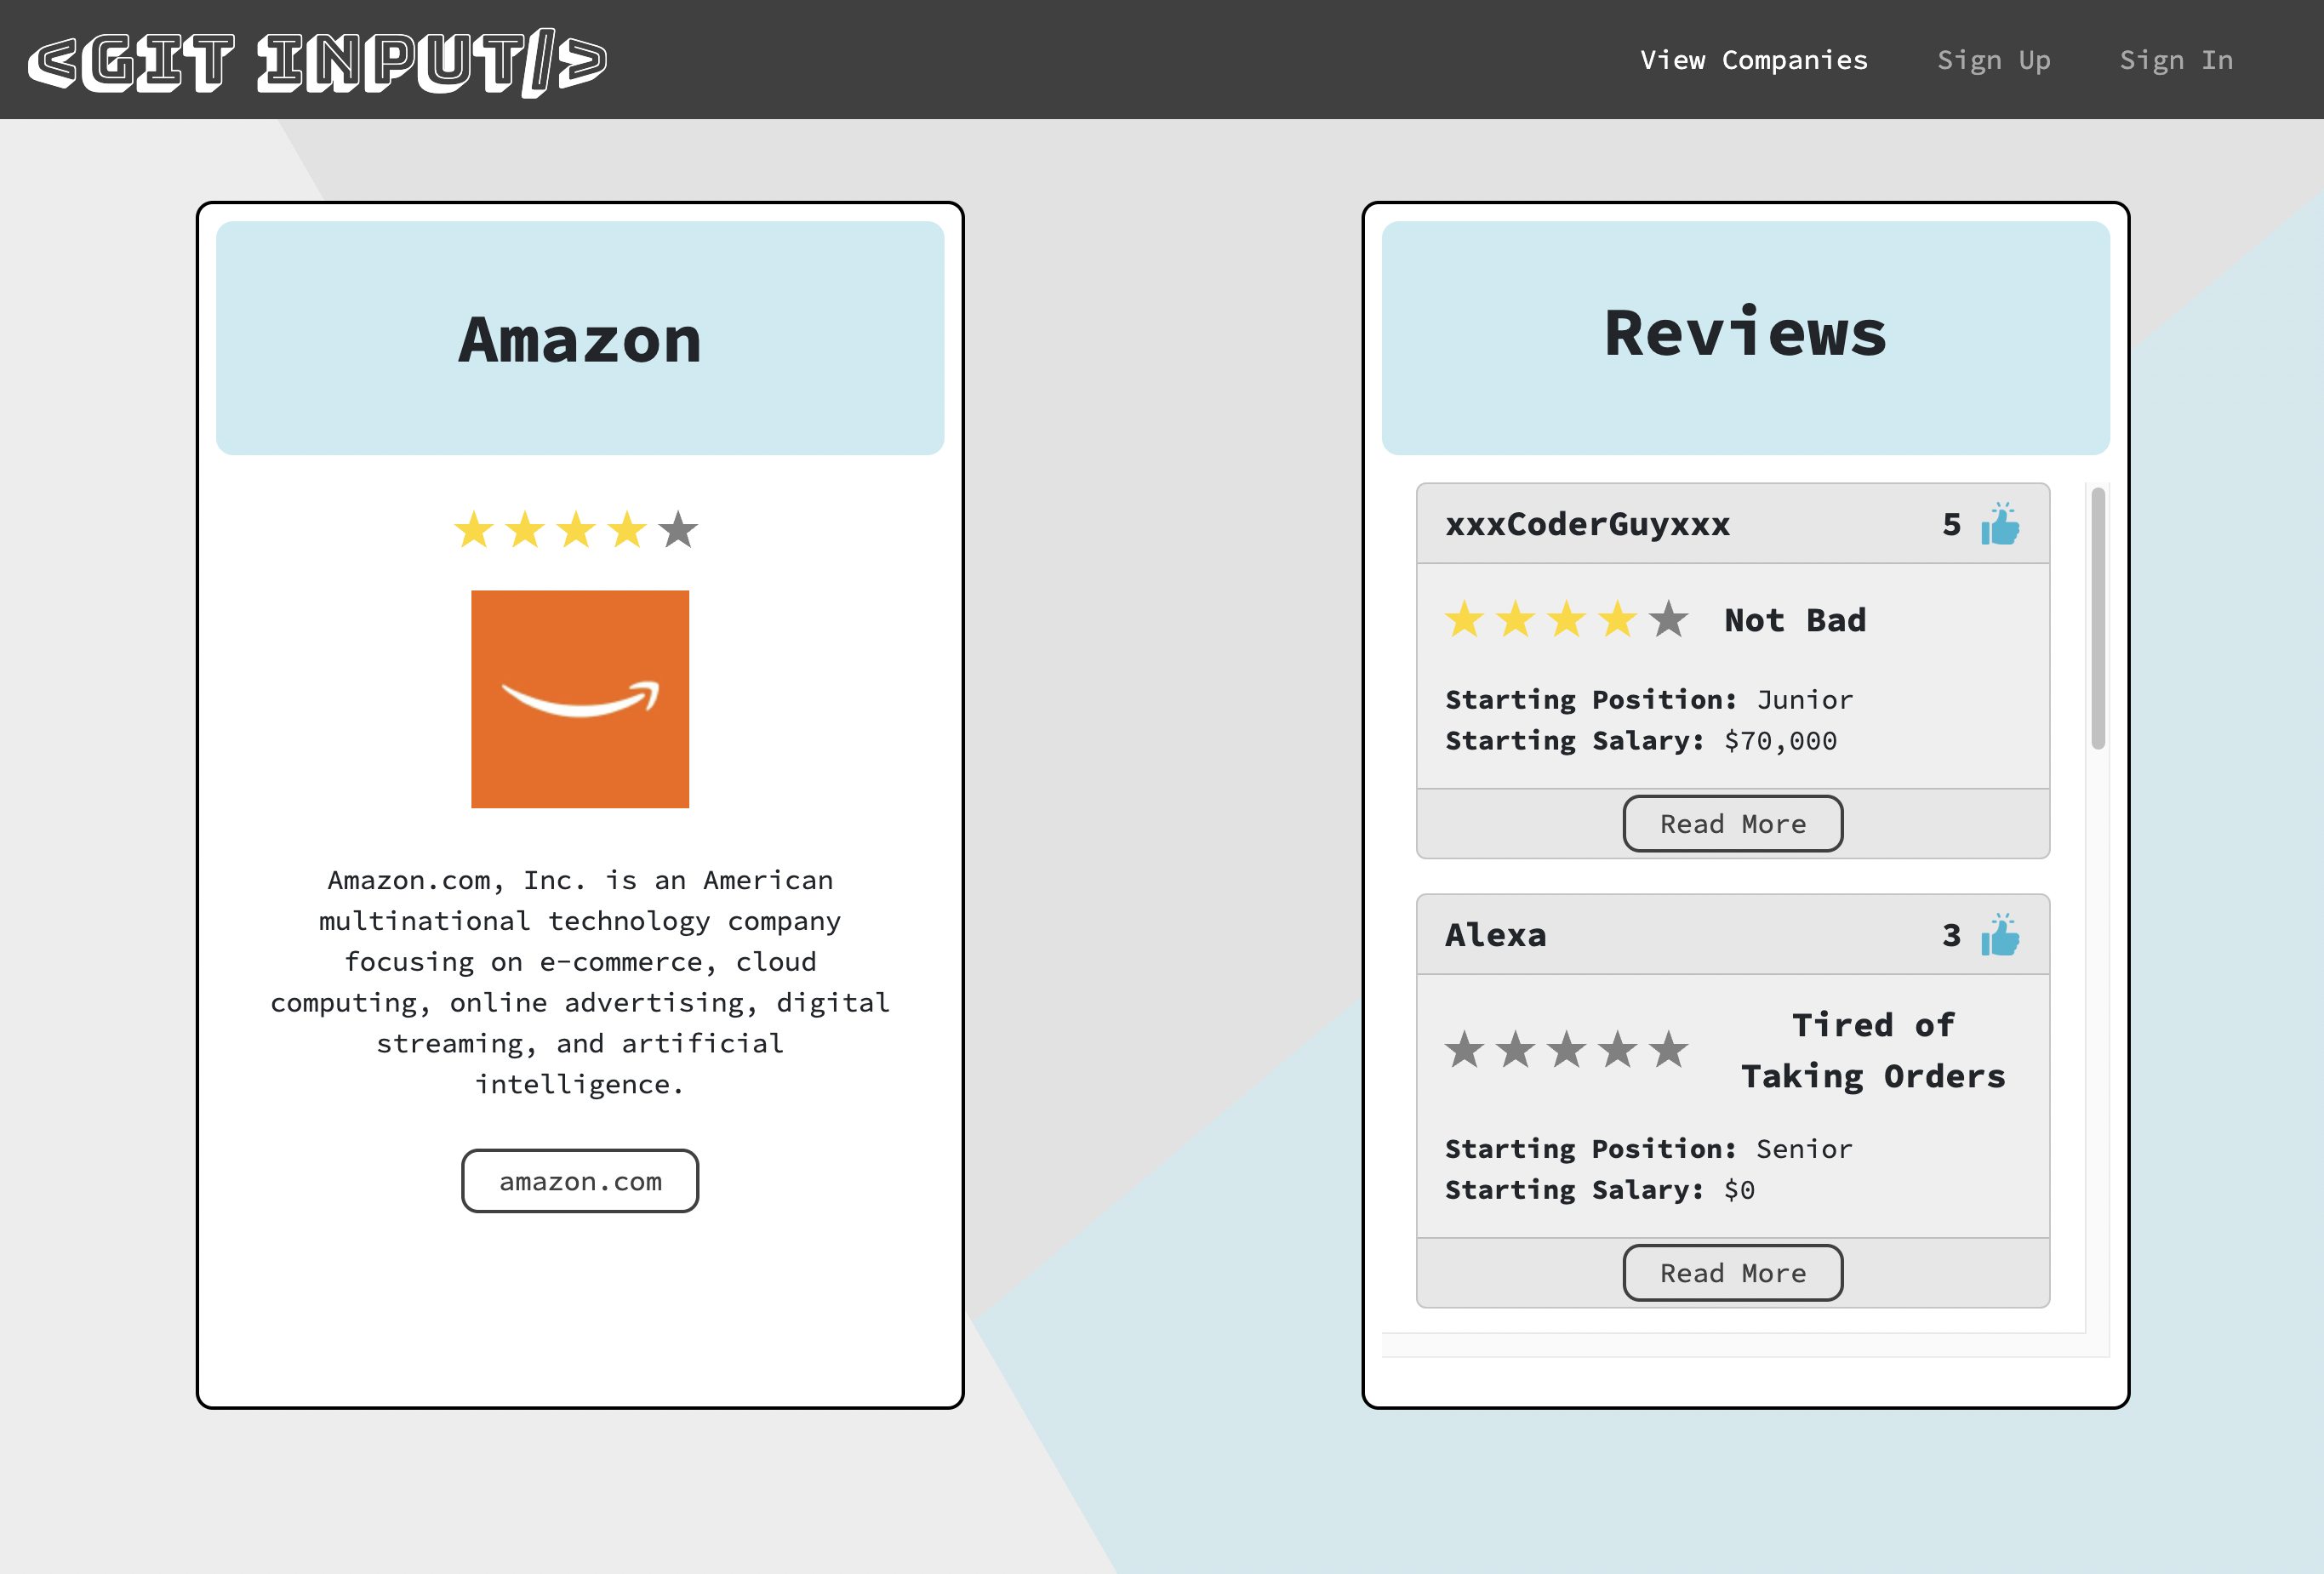 <GIT INPUT/>
View Companies
Sign Up
Sign In
Amazon
Amazon.com, Inc. is an American
multinational technology company
focusing on e-commerce, cloud
computing, online advertising, digital
streaming, and artificial
intelligence.
amazon.com
Reviews
xxxCoderGuyxxx 5
Not Bad
Starting Position: Junior
Starting Salary: $70,000
Read More
Alexa 3
Tired of
Taking Orders
Starting Position: Senior
Starting Salary: $0
Read More